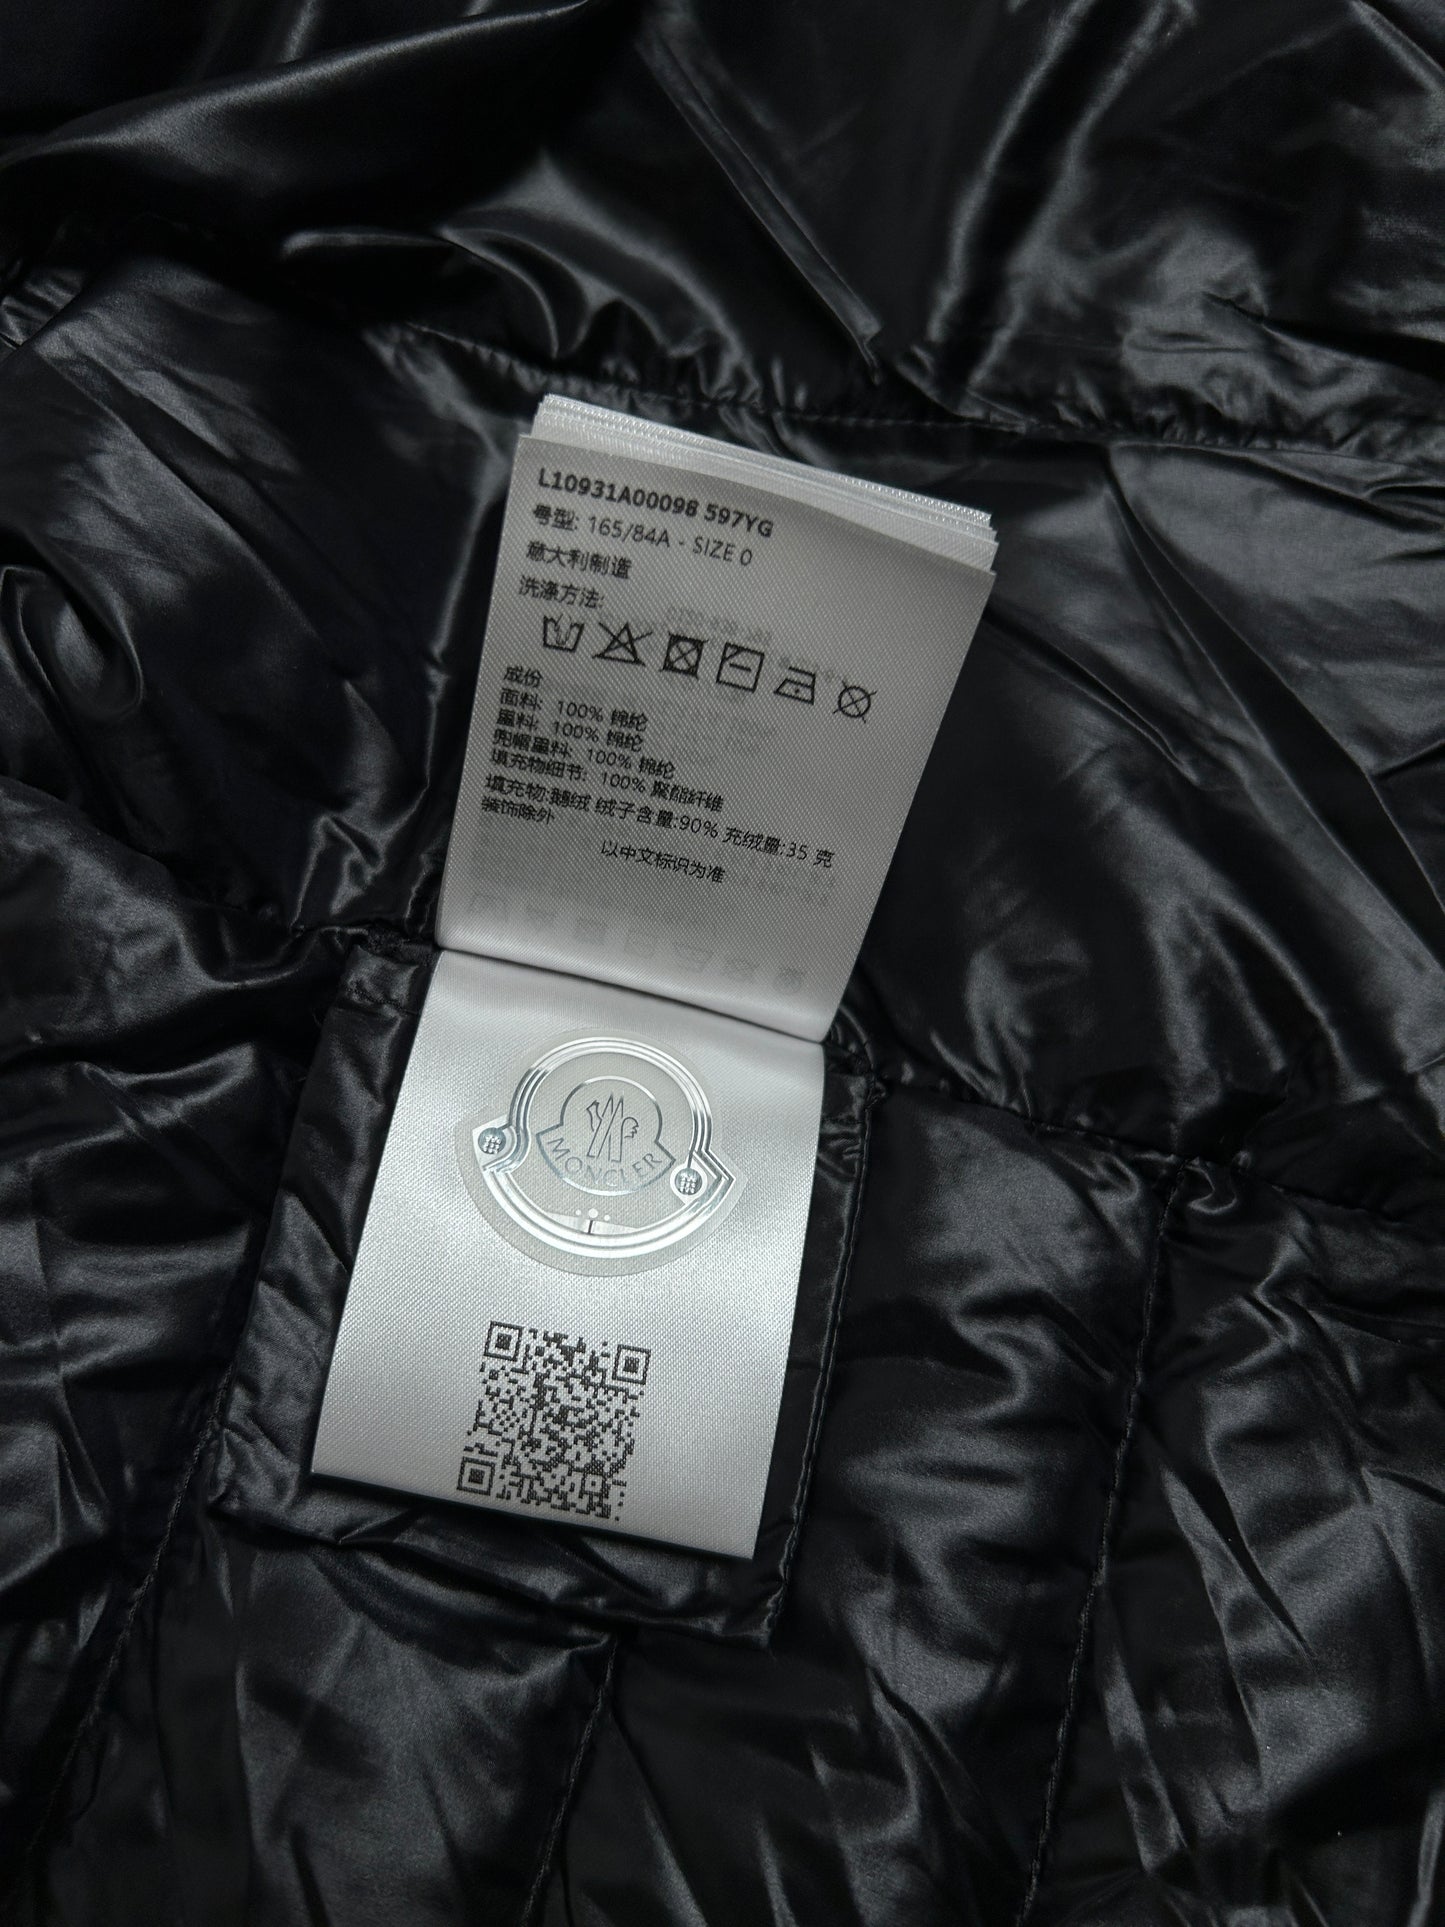 L10931A00098 597YG
号型: 165/84A - SIZE 0
意大利制造
洗涤方法:
成份
面料: 100% 锦纶
里料: 100% 锦纶
兜帽里料: 100% 锦纶
填充物细节: 100% 聚酯纤维
填充物:鹅绒 绒子含量:90% 充绒量:35 克
装饰除外
以中文标识为准
MONCLER